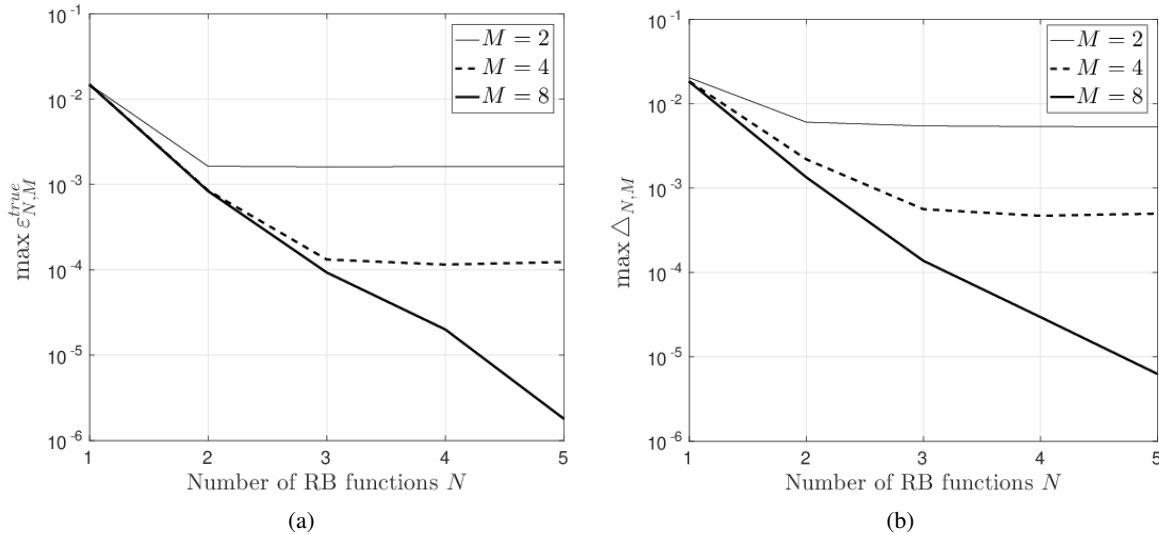 10^{-1}
10^{-2}
10^{-3}
10^{-4}
10^{-5}
10^{-6}
max ε_{N,M}^{true}
M = 2
M = 4
M = 8
1 2 3 4 5
Number of RB functions N
(a)
10^{-1}
10^{-2}
10^{-3}
10^{-4}
10^{-5}
10^{-6}
max △_{N,M}
M = 2
M = 4
M = 8
1 2 3 4 5
Number of RB functions N
(b)